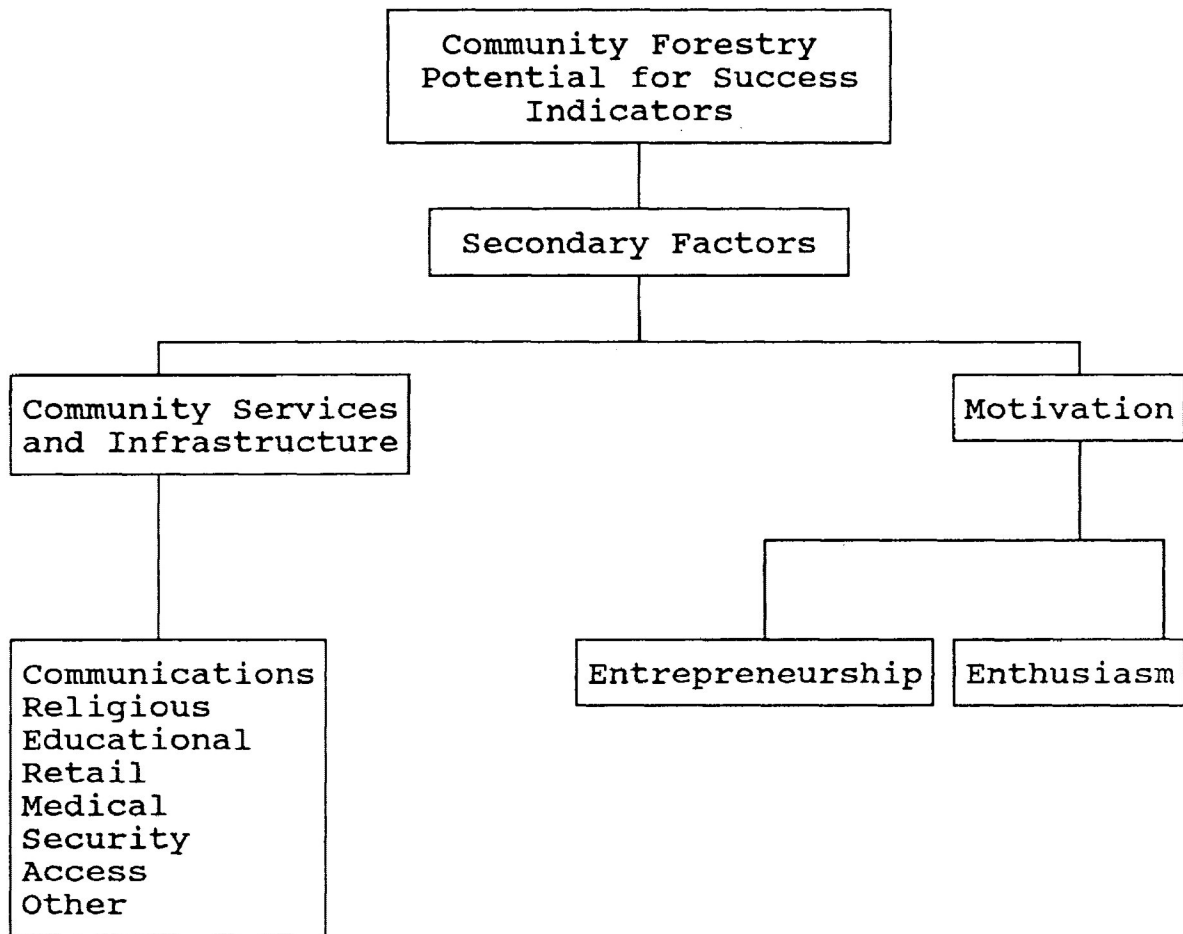 Community Forestry
Potential for Success
Indicators
Secondary Factors
Community Services
and Infrastructure
Motivation
Entrepreneurship
Enthusiasm
Communications
Religious
Educational
Retail
Medical
Security
Access
Other